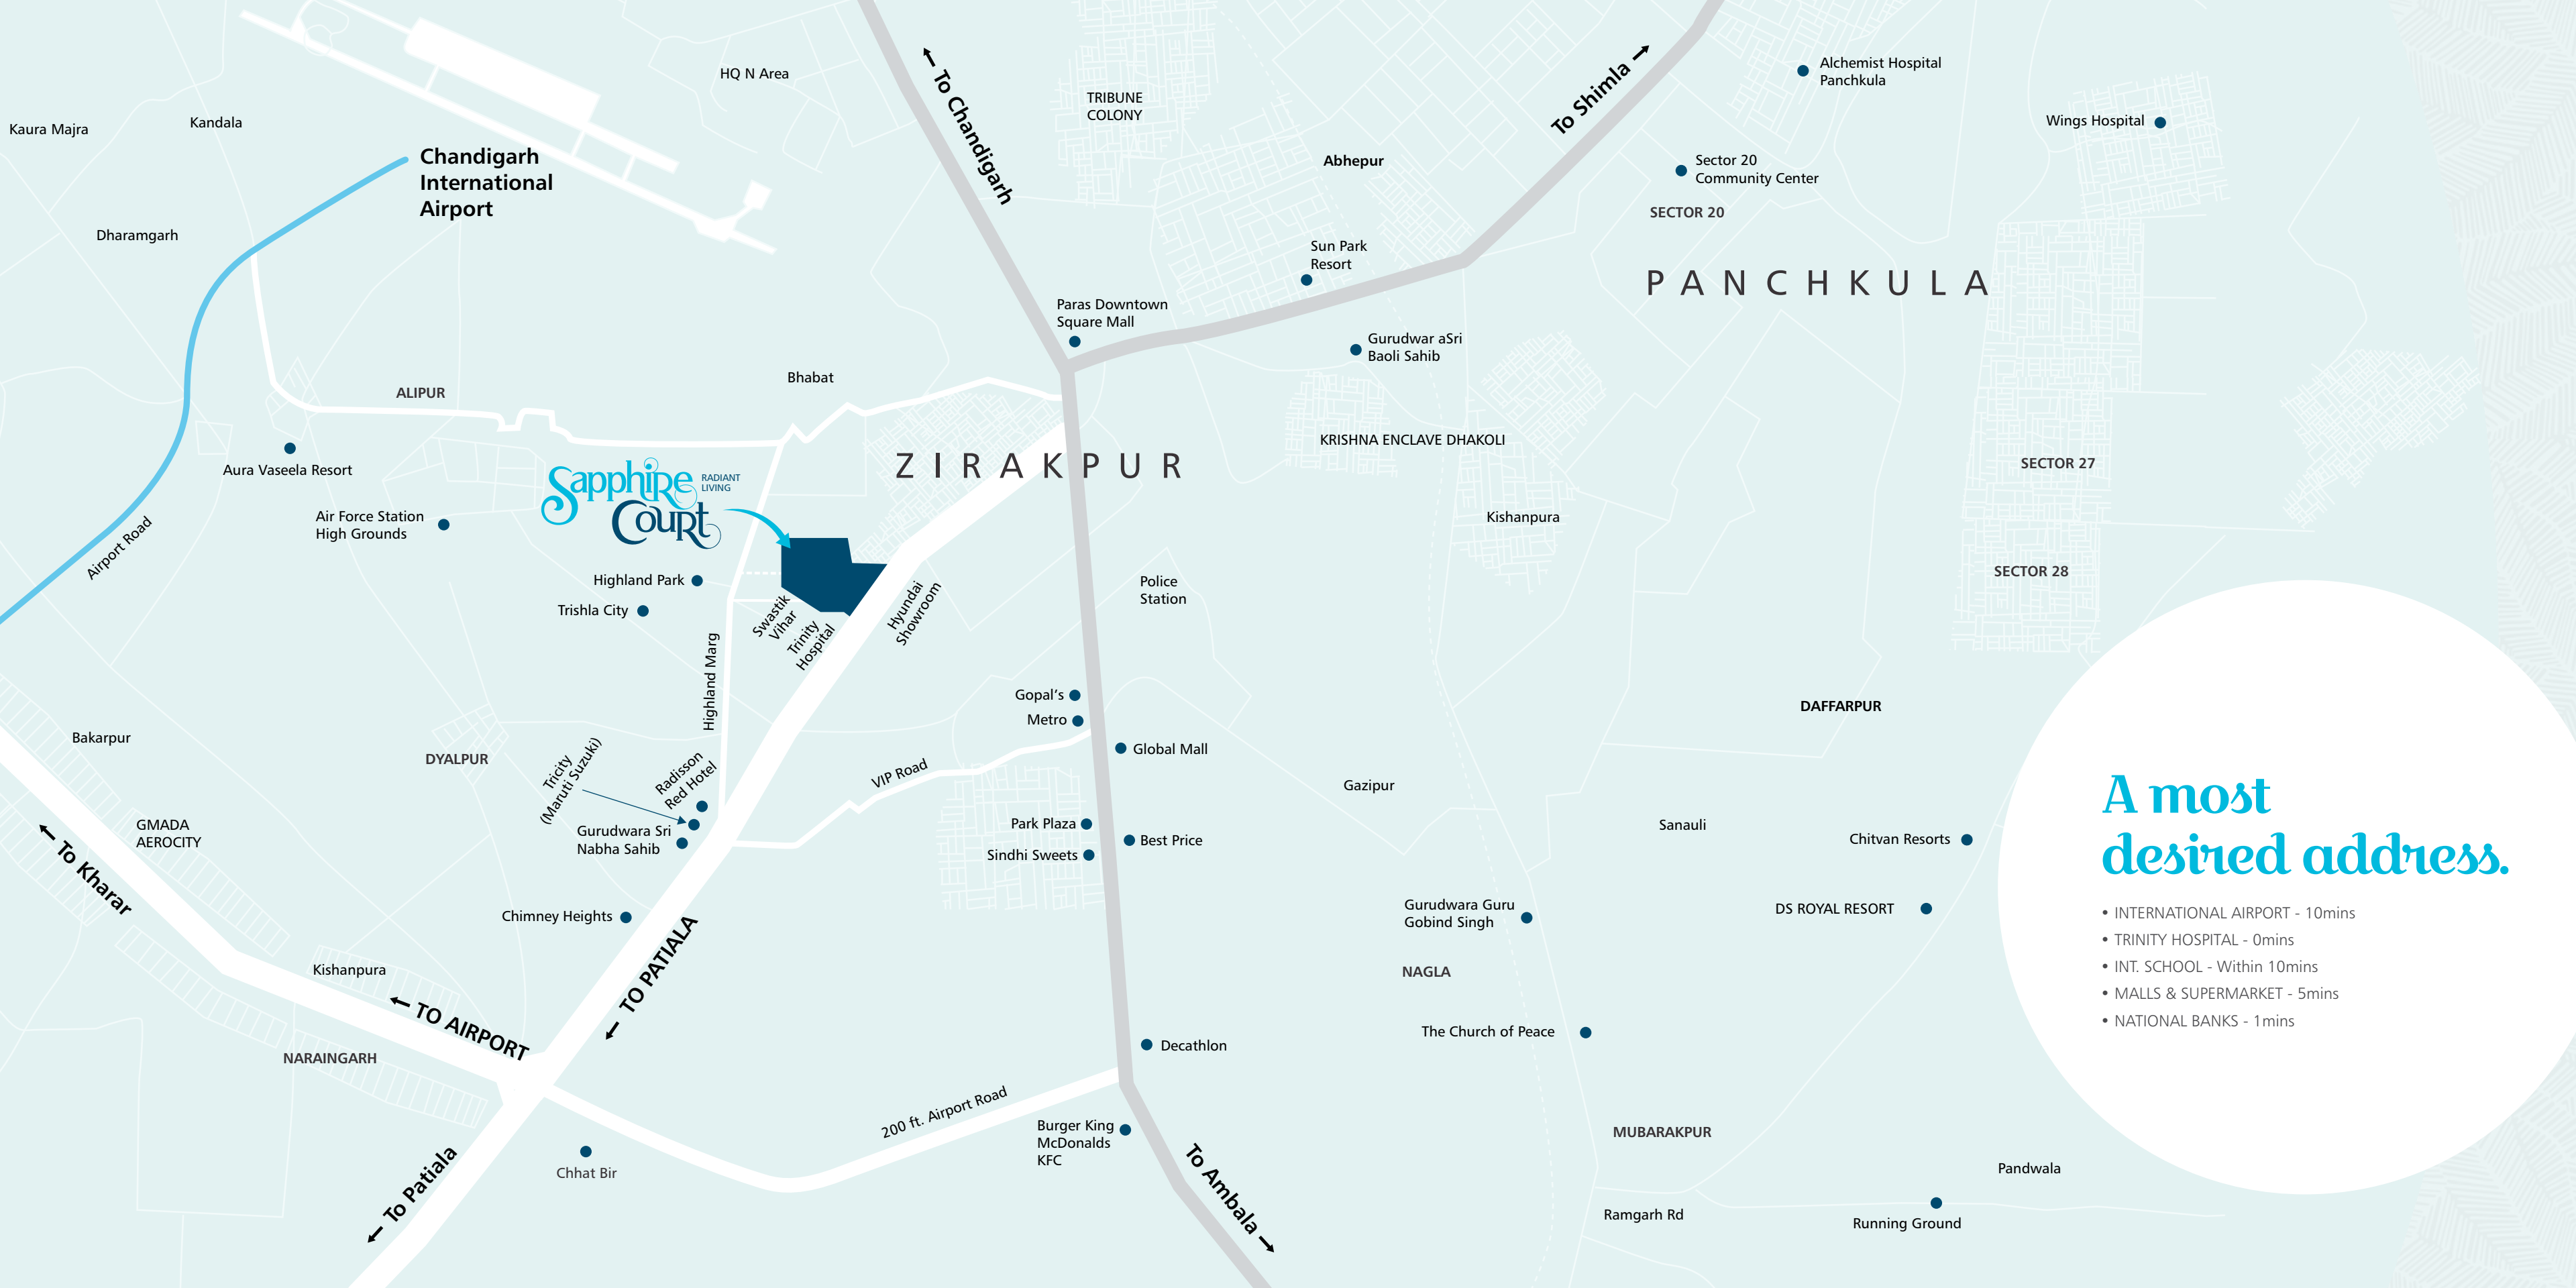 HQ N Area
To Chandigarh
TRIBUNE
COLONY
To Shimla
Alchemist Hospital
Panchkula
Wings Hospital
Kaura Majra
Kandala
Chandigarh
International
Airport
Abhepur
Sector 20
Community Center
SECTOR 20
Dharamgarh
Sun Park
Resort
PANCHKULA
Paras Downtown
Square Mall
Gurudwar aSri
Baoli Sahib
Bhabat
ALIPUR
KRISHNA ENCLAVE DHAKOLI
ZIRAKPUR
SECTOR 27
Aura Vaseela Resort
Sapphire
Court
RADIANT
LIVING
Air Force Station
High Grounds
Kishanpura
Airport Road
SECTOR 28
Highland Park
Trishla City
Swastik
Vihar
Trinity
Hospital
Hyundai
Showroom
Police
Station
Highland Marg
Gopal's
Metro
DAFFARPUR
Bakarpur
Global Mall
DYALPUR
Tricity
(Maruti Suzuki)
Radisson
Red Hotel
VIP Road
Gazipur
GMADA
AEROCITY
Gurudwara Sri
Nabha Sahib
Park Plaza
Best Price
Sindhi Sweets
Sanauli
Chitvan Resorts
To Kharar
Chimney Heights
Gurudwara Guru
Gobind Singh
DS ROYAL RESORT
TO PATIALA
Kishanpura
NAGLA
TO AIRPORT
The Church of Peace
NARAINGARH
Decathlon
200 ft. Airport Road
Burger King
McDonalds
KFC
MUBARAKPUR
Chhat Bir
To Patiala
To Ambala
Pandwala
Ramgarh Rd
Running Ground
A most
desired address.
• INTERNATIONAL AIRPORT - 10mins
• TRINITY HOSPITAL - 0mins
• INT. SCHOOL - Within 10mins
• MALLS & SUPERMARKET - 5mins
• NATIONAL BANKS - 1mins